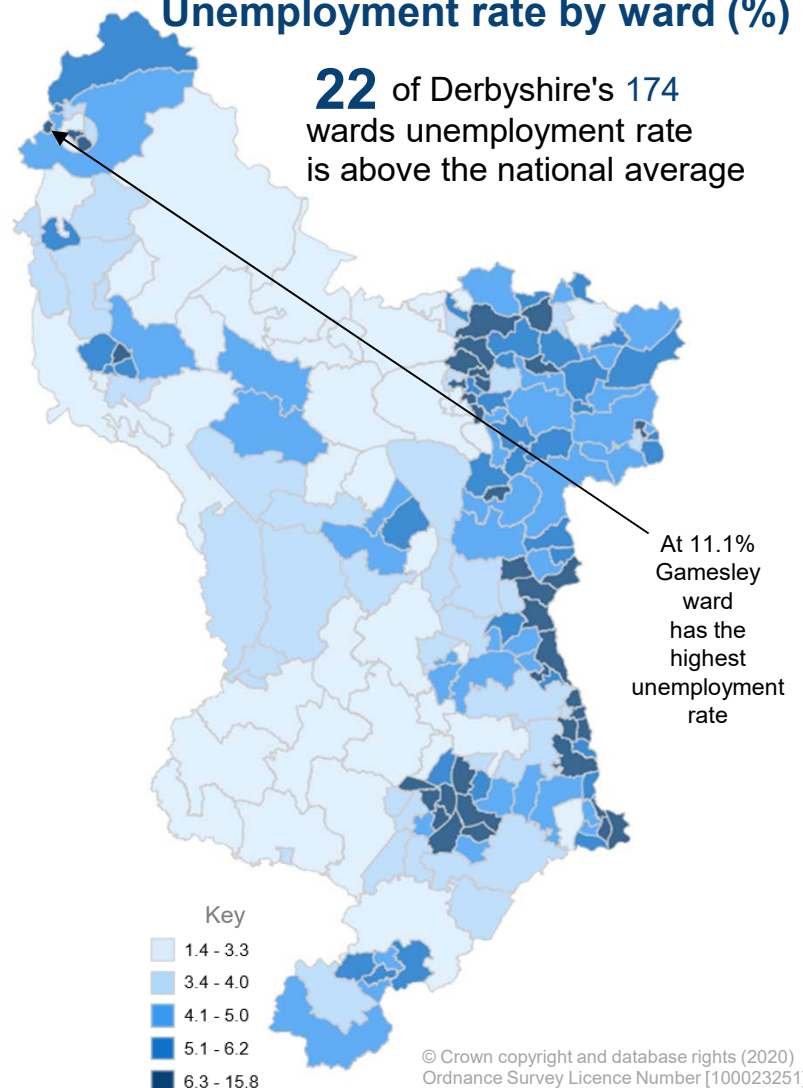 Unemployment rate by ward (%)
22 of Derbyshire's 174
wards unemployment rate
is above the national average
At 11.1%
Gamesley
ward
has the
highest
unemployment
rate
Key
1.4 - 3.3
3.4 - 4.0
4.1 - 5.0
5.1 - 6.2
6.3 - 15.8
© Crown copyright and database rights (2020)
Ordnance Survey Licence Number [100023251]